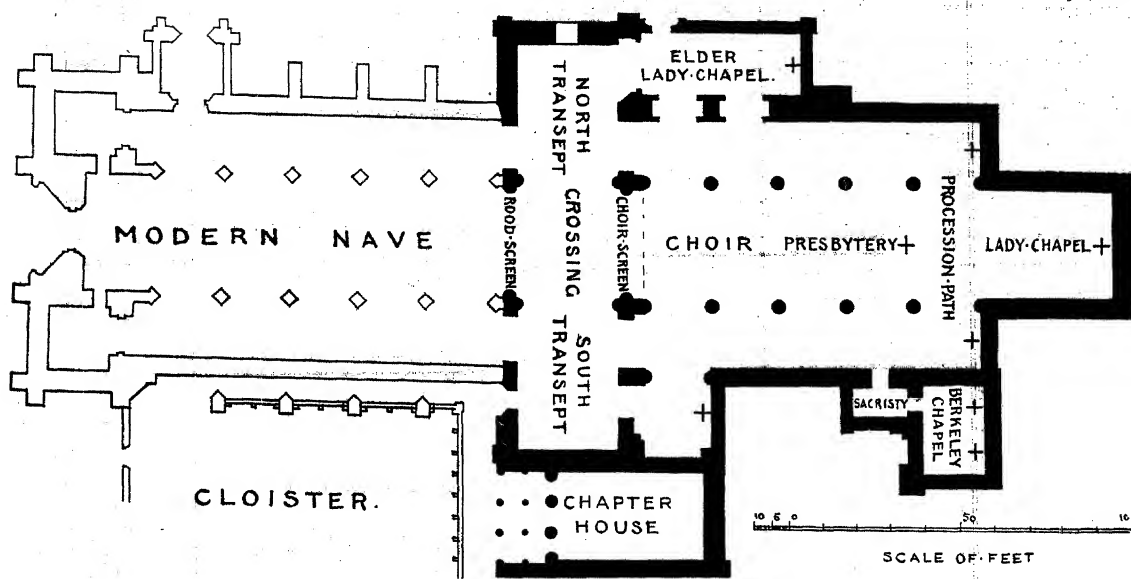 ELDER
LADY·CHAPEL.
NORTH
TRANSEPT
CROSSING
SOUTH
TRANSEPT
ROOD·SCREEN
CHOIR·SCREEN
MODERN NAVE
CHOIR PRESBYTERY
PROCESSION·PATH
LADY·CHAPEL
SACRISTY
BERKELEY
CHAPEL
CLOISTER.
CHAPTER
HOUSE
10 5 0 50 10
SCALE OF·FEET